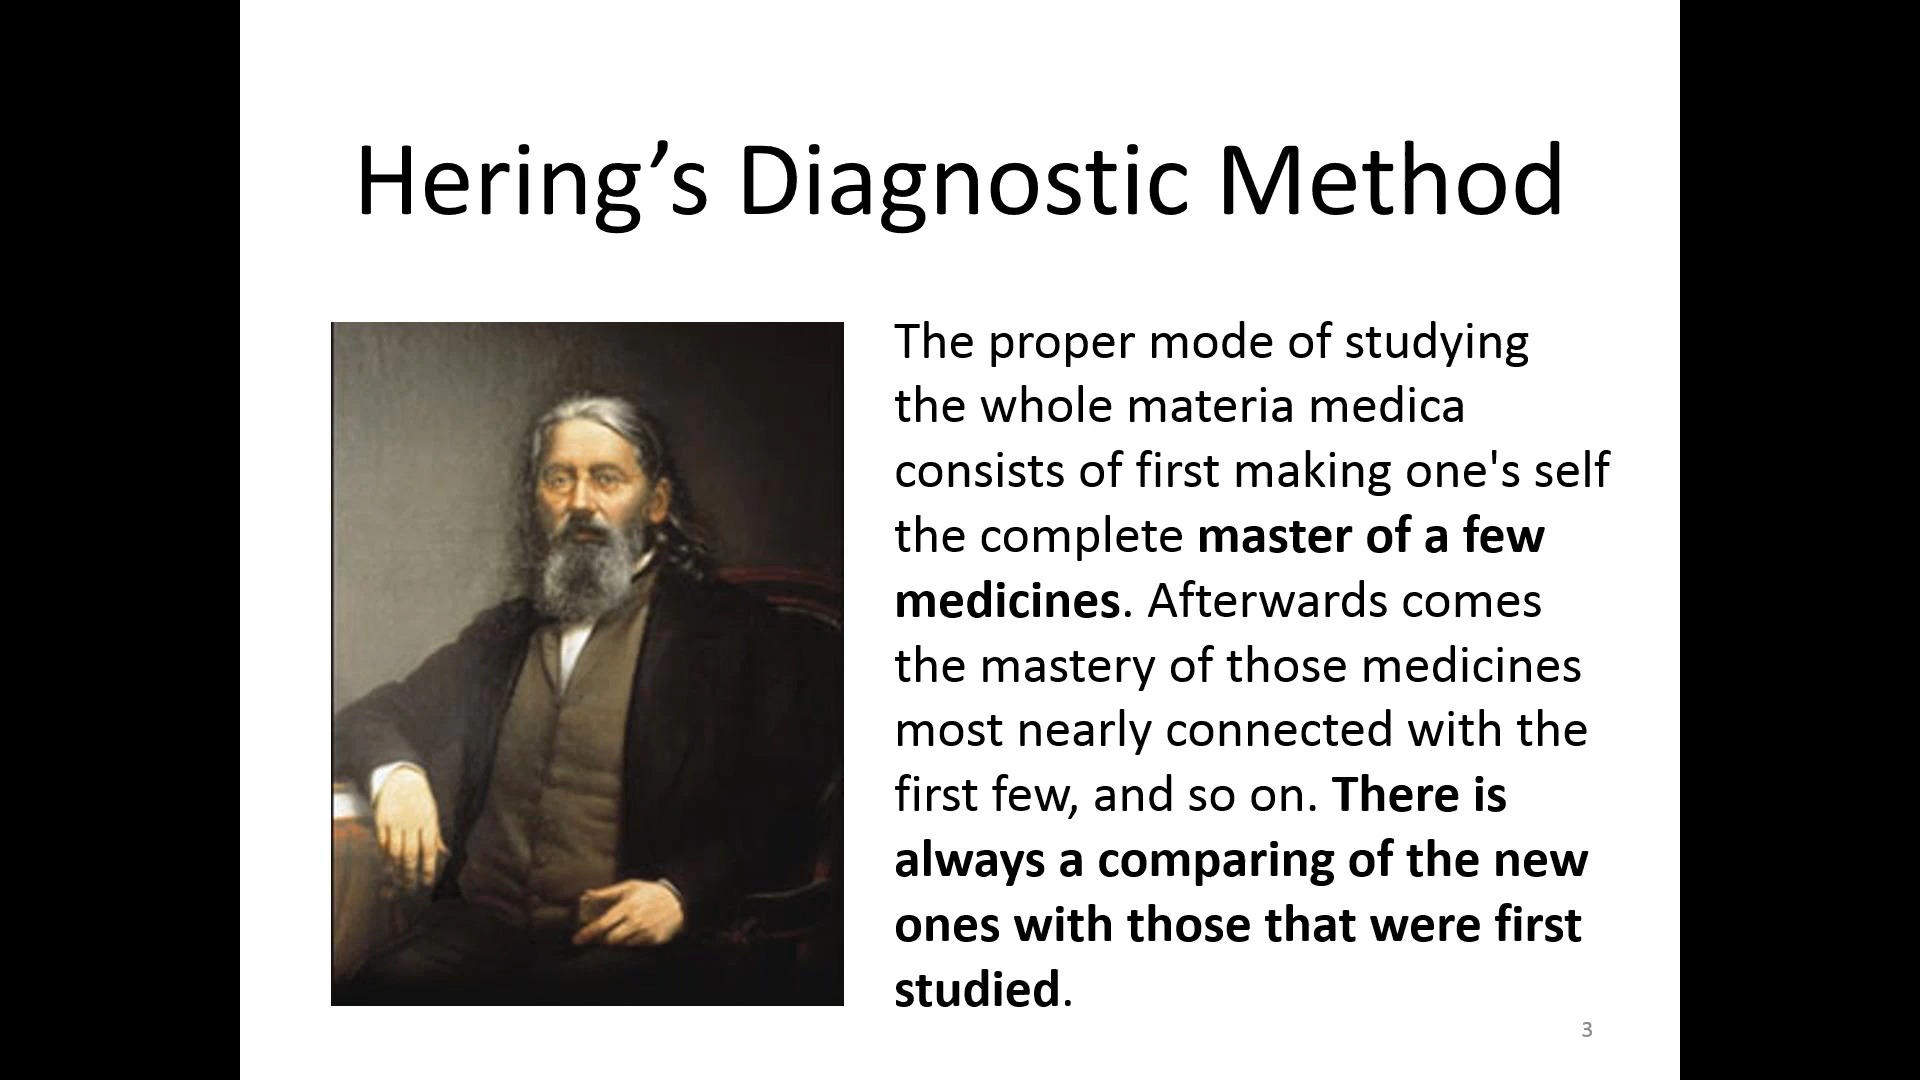 Hering’s Diagnostic Method
The proper mode of studying
the whole materia medica
consists of first making one's self
the complete master of a few
medicines. Afterwards comes
the mastery of those medicines
most nearly connected with the
first few, and so on. There is
always a comparing of the new
ones with those that were first
studied.
3